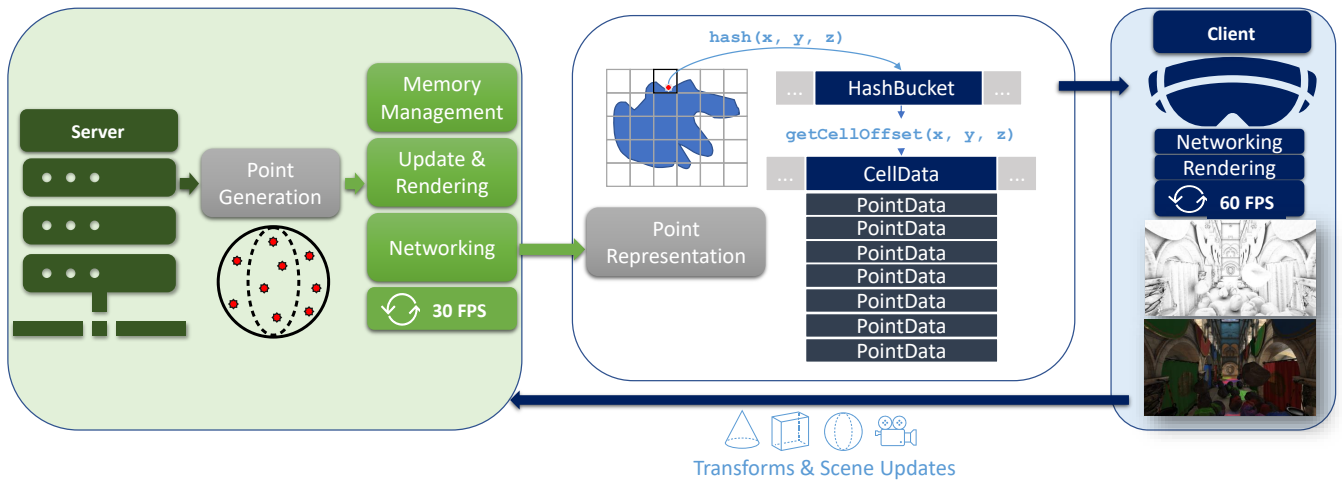 Server
Point
Generation
Memory
Management
Update &
Rendering
Networking
30 FPS
hash(x, y, z)
...
HashBucket
...
getCellOffset(x, y, z)
...
CellData
...
PointData
PointData
PointData
PointData
PointData
PointData
PointData
Point
Representation
Client
Networking
Rendering
60 FPS
Transforms & Scene Updates